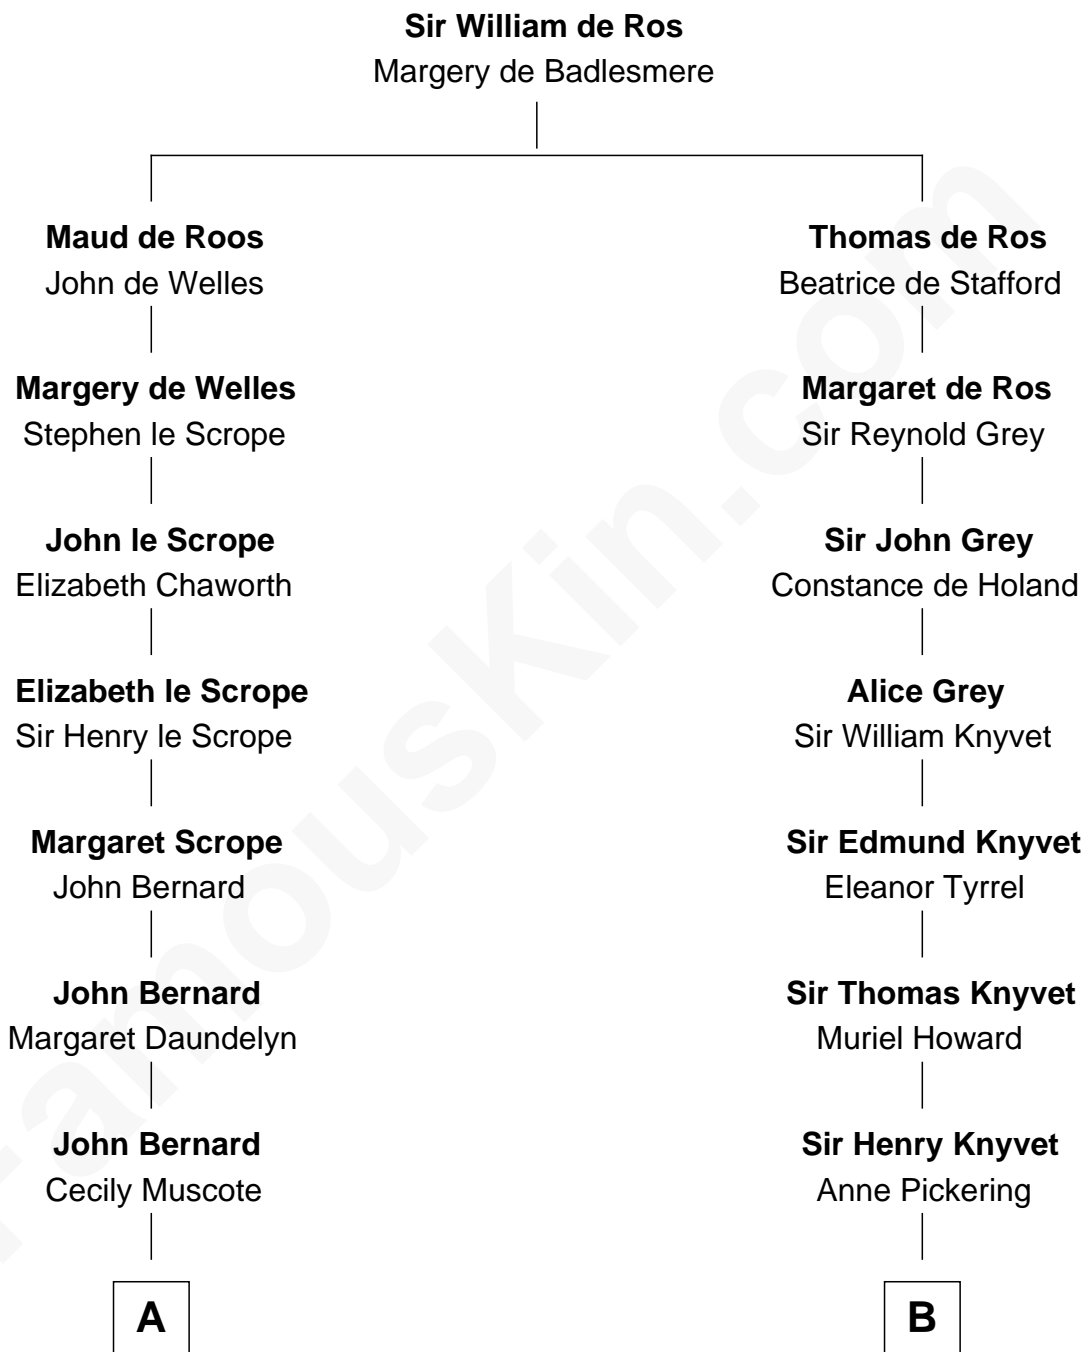 Sir William de Ros
Margery de Badlesmere
Maud de Roos
John de Welles
Thomas de Ros
Beatrice de Stafford
Margery de Welles
Stephen le Scrope
Margaret de Ros
Sir Reynold Grey
John le Scrope
Elizabeth Chaworth
Sir John Grey
Constance de Holand
Elizabeth le Scrope
Sir Henry le Scrope
Alice Grey
Sir William Knyvet
Margaret Scrope
John Bernard
Sir Edmund Knyvet
Eleanor Tyrrel
John Bernard
Margaret Daundelyn
Sir Thomas Knyvet
Muriel Howard
John Bernard
Cecily Muscote
Sir Henry Knyvet
Anne Pickering
A
B
FamousKin.com